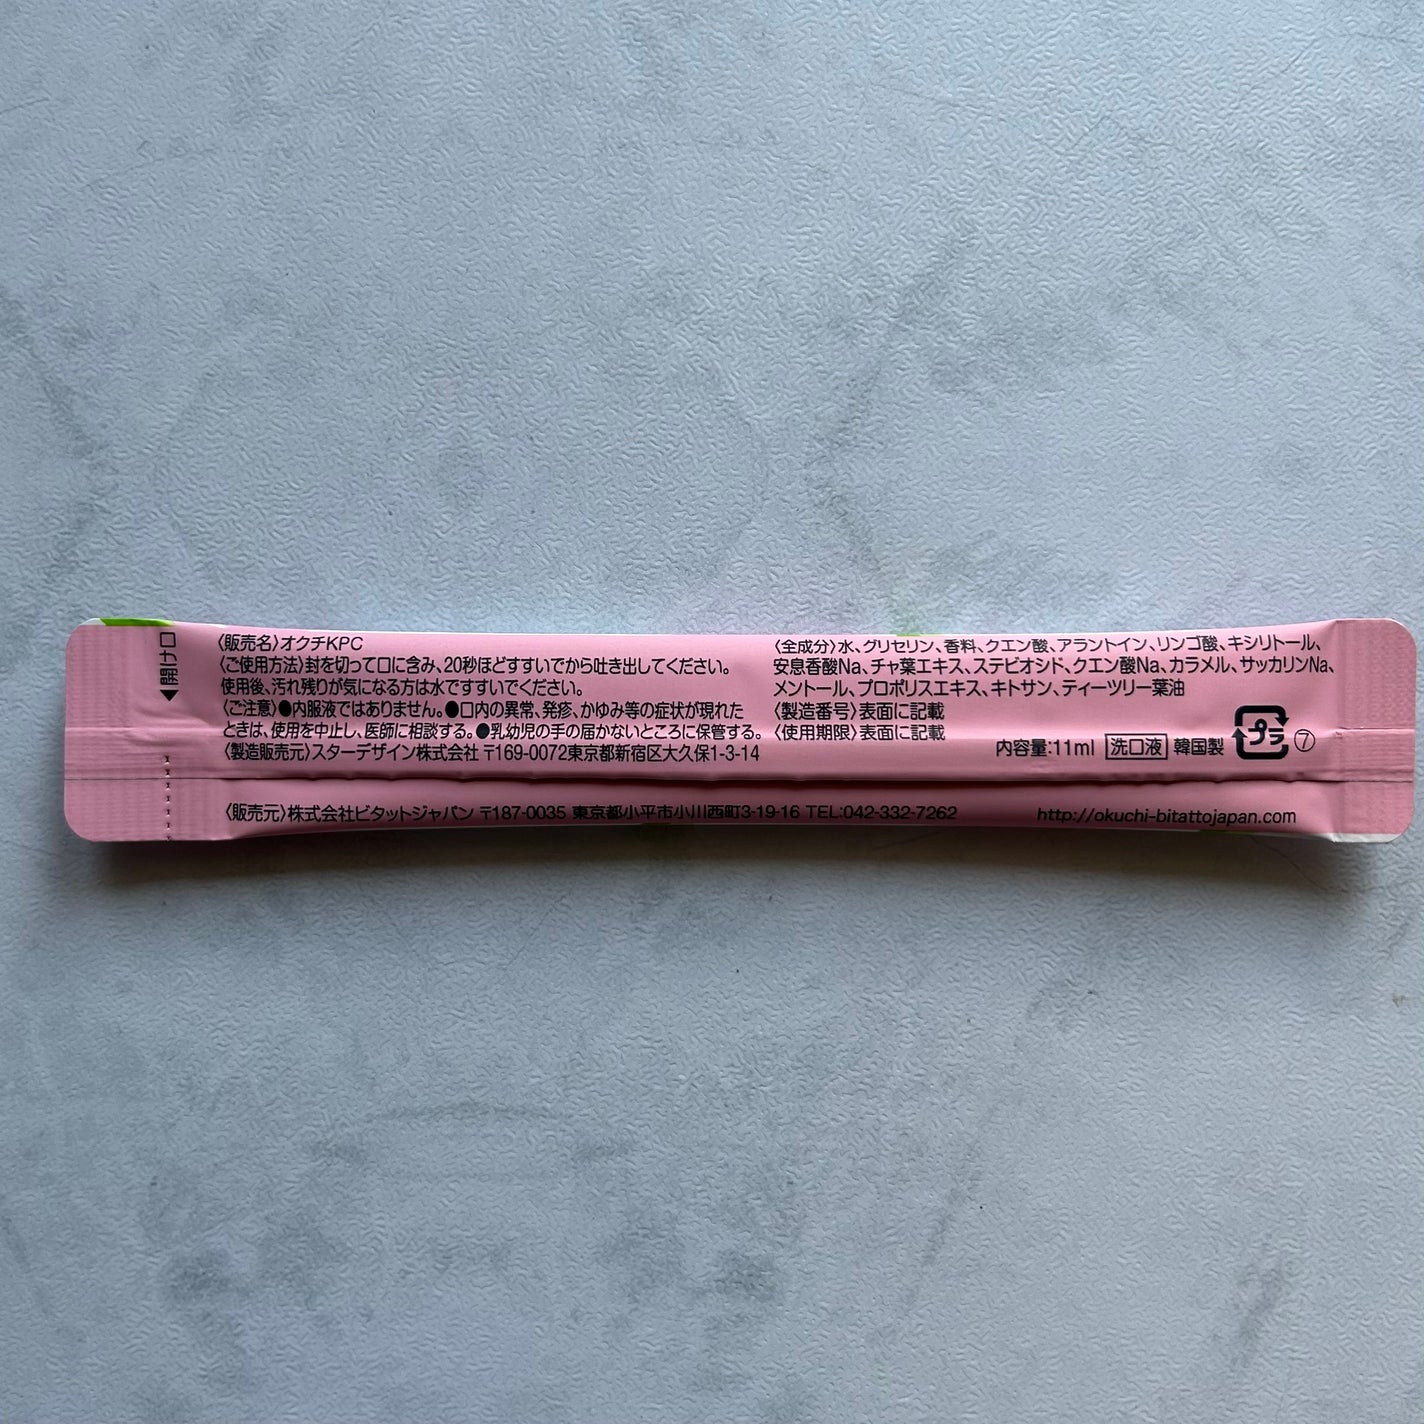 開け口
〈販売名〉オクチKPC
〈ご使用方法〉封を切って口に含み、20秒ほどすすいでから吐き出してください。
使用後、汚れ残りが気になる方は水ですすいでください。
〈ご注意〉●内服液ではありません。●口内の異常、発疹、かゆみ等の症状が現れた
ときは、使用を中止し、医師に相談する。●乳幼児の手の届かないところに保管する。
〈製造販売元〉スターデザイン株式会社 〒169-0072東京都新宿区大久保1-3-14
〈全成分〉水、グリセリン、香料、クエン酸、アラントイン、リンゴ酸、キシリトール、
安息香酸Na、チャ葉エキス、ステビオシド、クエン酸Na、カラメル、サッカリンNa、
メントール、プロポリスエキス、キトサン、ティーツリー葉油
〈製造番号〉表面に記載
〈使用期限〉表面に記載
内容量:11ml 洗口液 韓国製 プラ ⑦
〈販売元〉株式会社ビタットジャパン 〒187-0035 東京都小平市小川西町3-19-16 TEL:042-332-7262 http://okuchi-bitattojapan.com